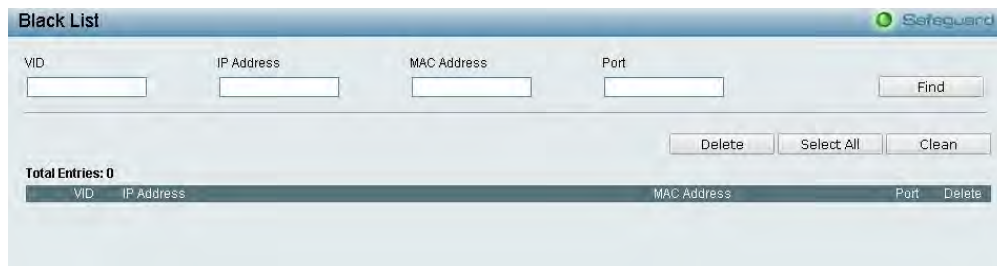 Black List
Safeguard
VID IP Address MAC Address Port
Find
Delete Select All Clean
Total Entries: 0
VID IP Address MAC Address Port Delete